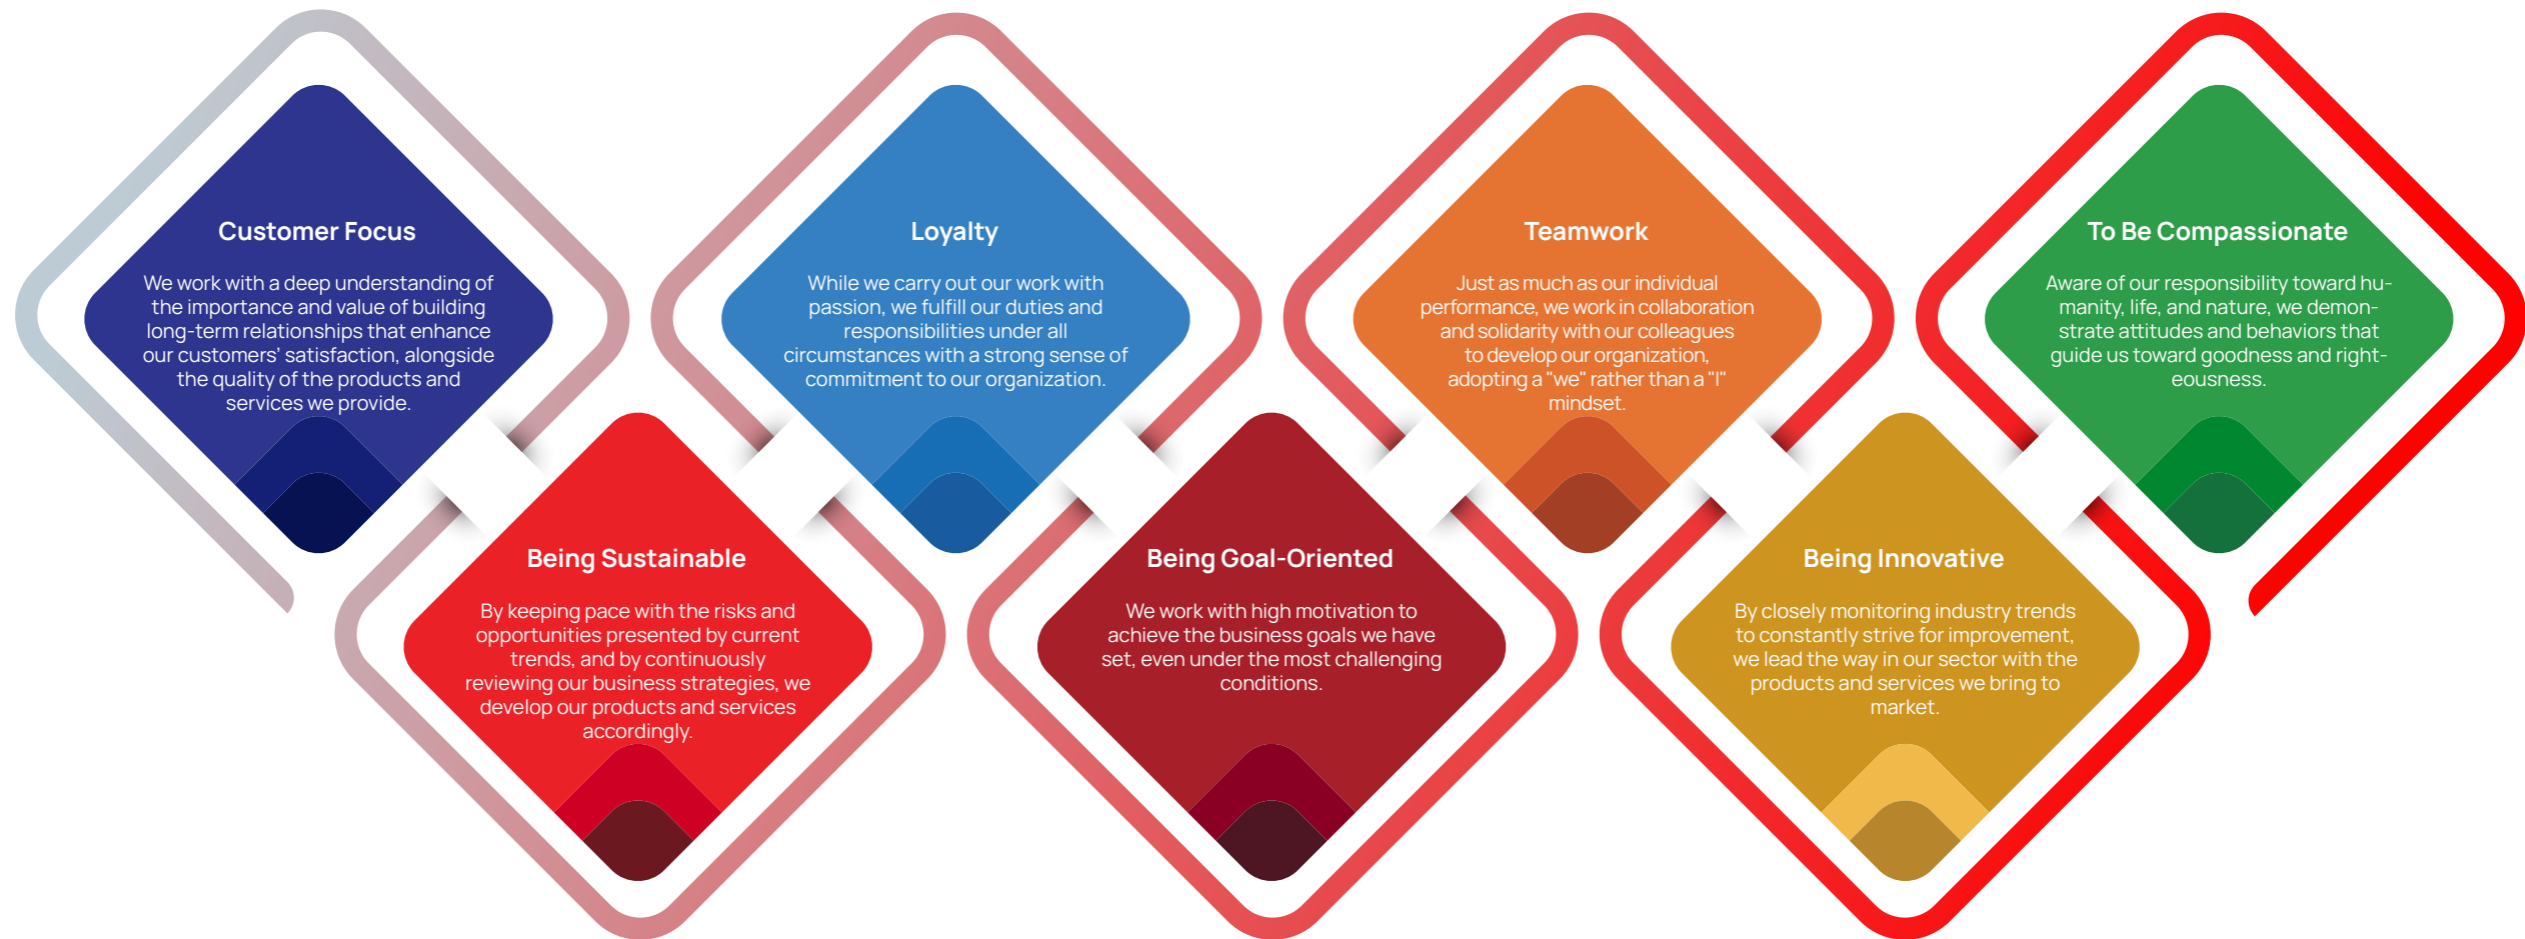 Customer Focus
We work with a deep understanding of
the importance and value of building
long-term relationships that enhance
our customers' satisfaction, alongside
the quality of the products and
services we provide.
Being Sustainable
By keeping pace with the risks and
opportunities presented by current
trends, and by continuously
reviewing our business strategies, we
develop our products and services
accordingly.
Loyalty
While we carry out our work with
passion, we fulfill our duties and
responsibilities under all
circumstances with a strong sense of
commitment to our organization.
Being Goal-Oriented
We work with high motivation to
achieve the business goals we have
set, even under the most challenging
conditions.
Teamwork
Just as much as our individual
performance, we work in collaboration
and solidarity with our colleagues
to develop our organization,
adopting a "we" rather than a "I"
mindset.
Being Innovative
By closely monitoring industry trends
to constantly strive for improvement,
we lead the way in our sector with the
products and services we bring to
market.
To Be Compassionate
Aware of our responsibility toward hu-
manity, life, and nature, we demon-
strate attitudes and behaviors that
guide us toward goodness and right-
eousness.